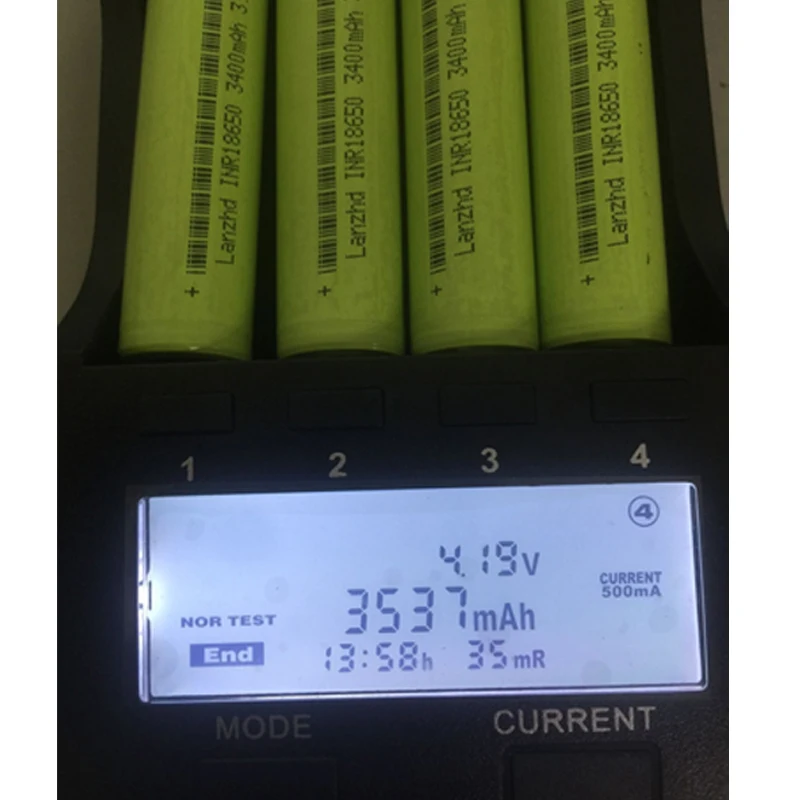 + Lanzhd INR18650 3400mAh 3.
+ Lanzhd INR18650 3400mAh
+ Lanzhd INR18650 3400mAh
+ Lanzhd INR18650 3400mAh
1 2 3 4
4
4.19V
CURRENT
500mA
NOR TEST 3537mAh
End 13:58h 35mR
MODE CURRENT